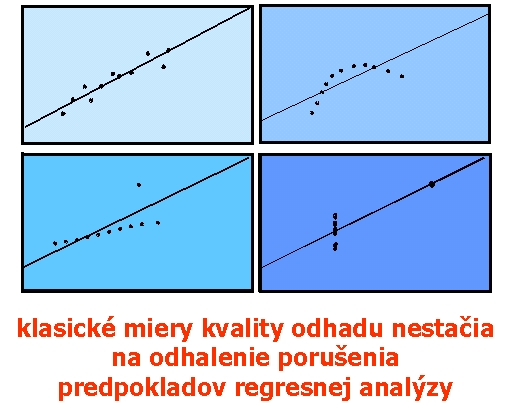 klasické miery kvality odhadu nestačia
na odhalenie porušenia
predpokladov regresnej analýzy